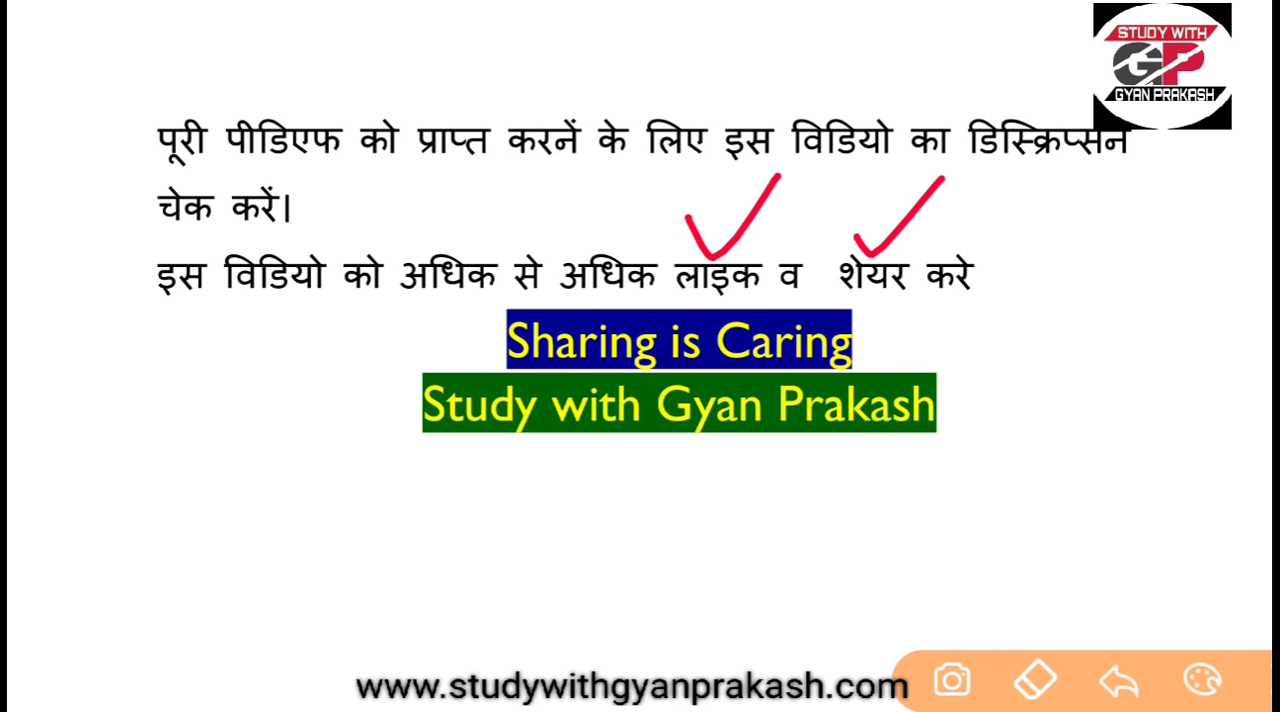 STUDY WITH
GP
GYAN PRAKASH
पूरी पीडिएफ को प्राप्त करनें के लिए इस विडियो का डिस्क्रिप्सन
चेक करें।
इस विडियो को अधिक से अधिक लाइक व शेयर करे
Sharing is Caring
Study with Gyan Prakash
www.studywithgyanprakash.com